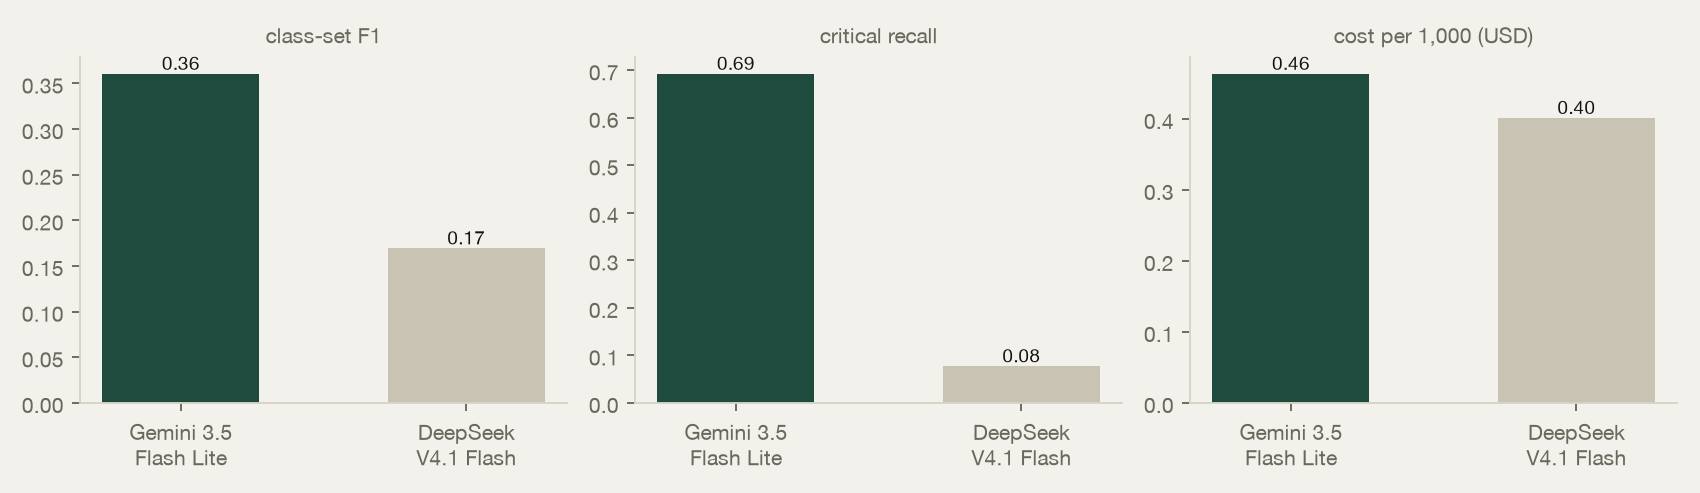 class-set F1
0.36
0.17
0.35
0.30
0.25
0.20
0.15
0.10
0.05
0.00
Gemini 3.5
Flash Lite
DeepSeek
V4.1 Flash
critical recall
0.69
0.08
0.7
0.6
0.5
0.4
0.3
0.2
0.1
0.0
Gemini 3.5
Flash Lite
DeepSeek
V4.1 Flash
cost per 1,000 (USD)
0.46
0.40
0.4
0.3
0.2
0.1
0.0
Gemini 3.5
Flash Lite
DeepSeek
V4.1 Flash